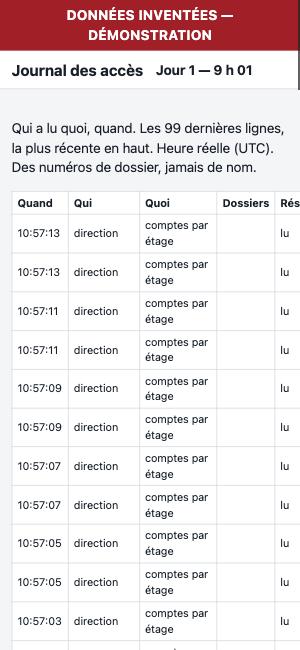 DONNÉES INVENTÉES —
DÉMONSTRATION
Journal des accès Jour 1 — 9 h 01
Qui a lu quoi, quand. Les 99 dernières lignes,
la plus récente en haut. Heure réelle (UTC).
Des numéros de dossier, jamais de nom.
Quand Qui Quoi Dossiers Rés
10:57:13 direction comptes par étage lu
10:57:13 direction comptes par étage lu
10:57:11 direction comptes par étage lu
10:57:11 direction comptes par étage lu
10:57:09 direction comptes par étage lu
10:57:09 direction comptes par étage lu
10:57:07 direction comptes par étage lu
10:57:07 direction comptes par étage lu
10:57:05 direction comptes par étage lu
10:57:05 direction comptes par étage lu
10:57:03 direction comptes par étage lu